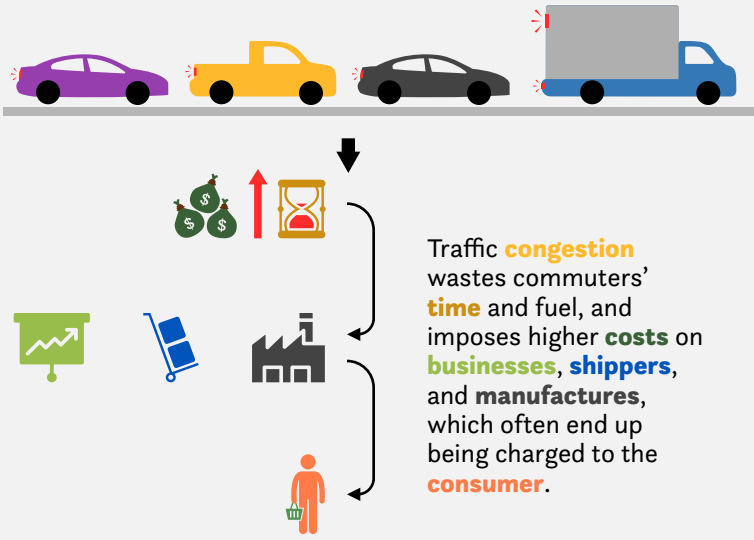 $
$
$
Traffic congestion
wastes commuters’
time and fuel, and
imposes higher costs on
businesses, shippers,
and manufactures,
which often end up
being charged to the
consumer.